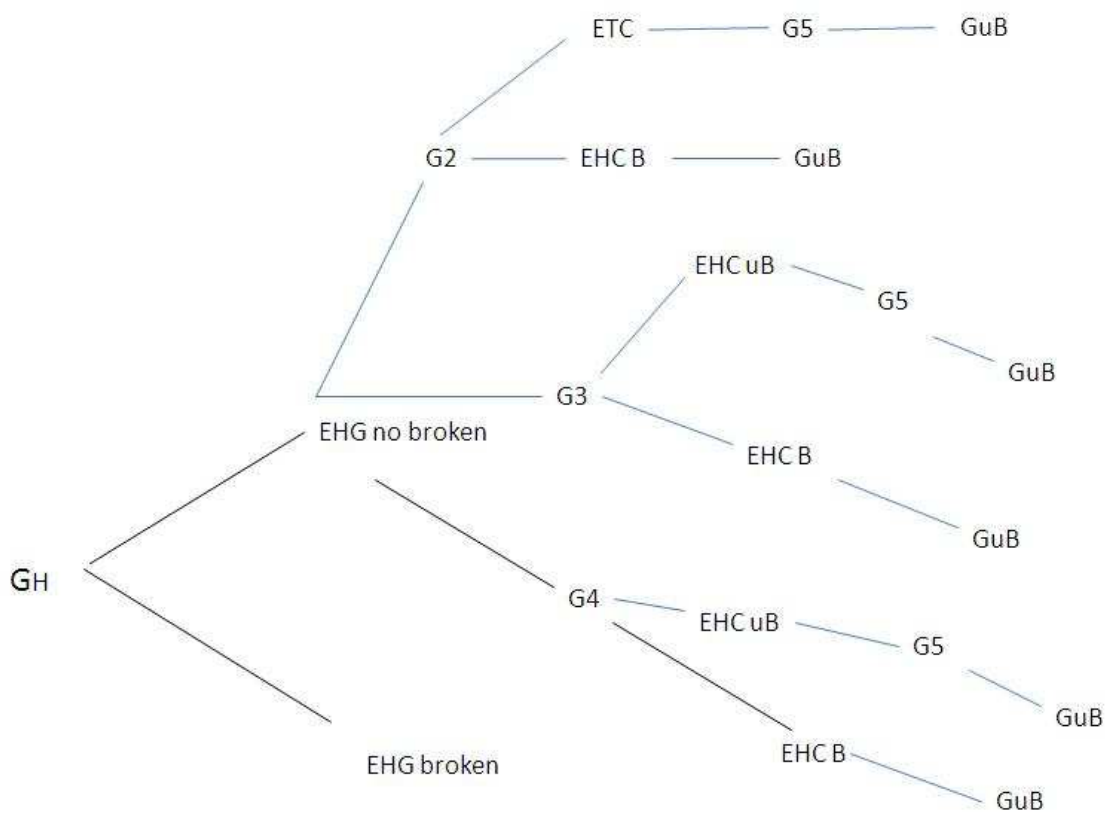 ETC G5 GuB
G2 EHC B GuB
EHC uB
G5
GuB
G3
EHG no broken
EHC B
GuB
GH
G4
EHC uB
G5
GuB
EHC B
EHG broken
GuB